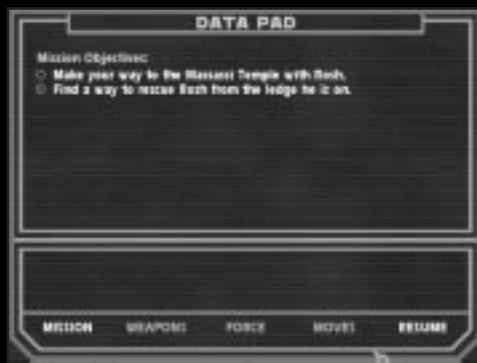 DATA PAD
Mission Objectives:
Make your way to the Massassi Temple with Rosh.
Find a way to rescue Rosh from the ledge he is on.
MISSION WEAPONS FORCE MOVES RESUME